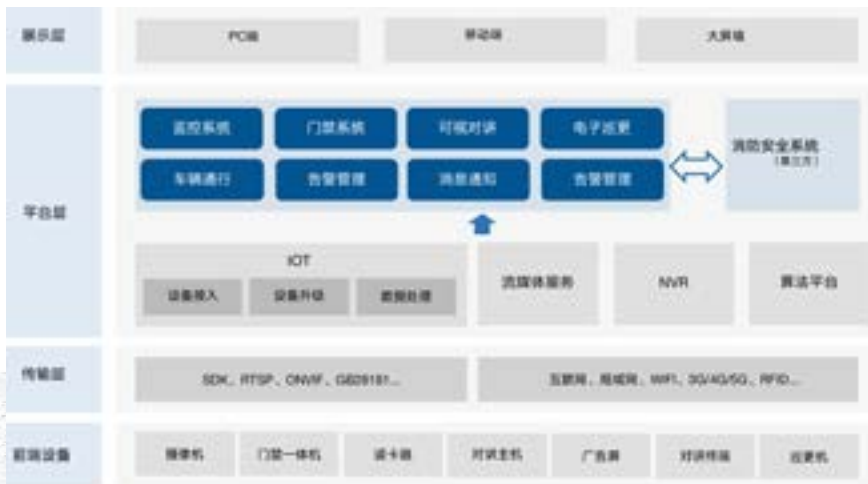 展示层
PC端
移动端
大屏端
平台层
监控系统
门禁系统
可视对讲
电子巡更
车辆通行
告警管理
消息通知
告警管理
消防安全系统
(第三方)
IOT
设备接入
设备升级
数据处理
流媒体服务
NVR
算法平台
传输层
SDK、RTSP、ONVIF、GB28181...
互联网、局域网、WIFI、3G/4G/5G、RFID...
前端设备
摄像机
门禁一体机
读卡器
对讲主机
广告屏
对讲终端
巡更机